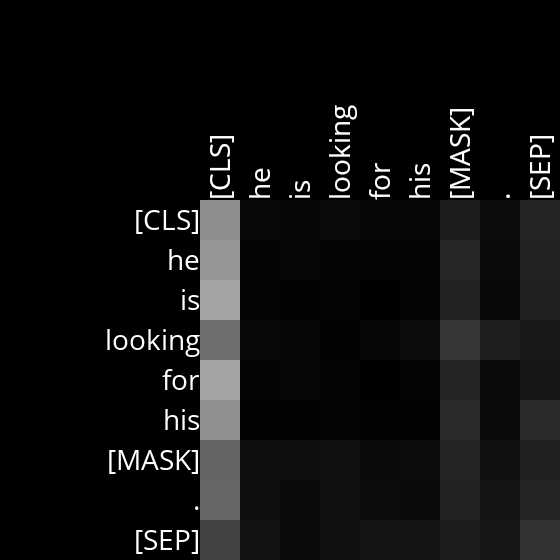 [CLS] he is looking for his [MASK] . [SEP]
[CLS]
he
is
looking
for
his
[MASK]
.
[SEP]